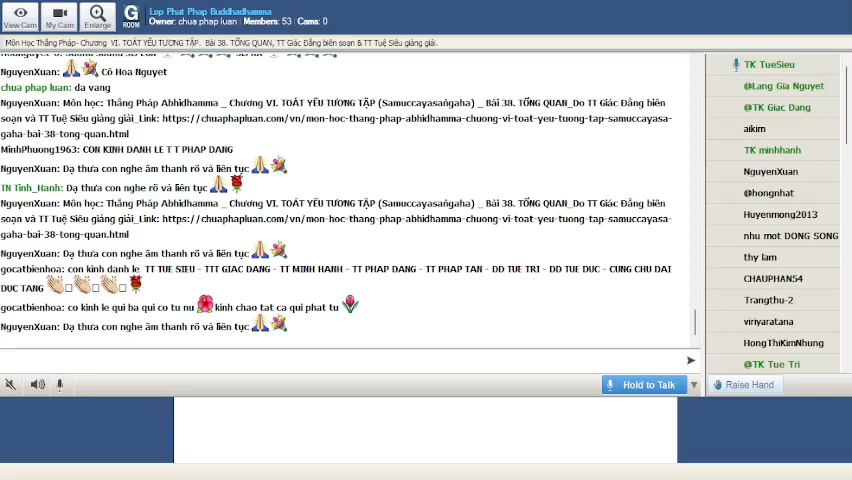 View Cam
My Cam
Enlarge
G
ROOM
Lop Phat Phap Buddhadhamma
Owner: chua phap luan: Members: 53 / Cams: 0
Môn Học Thắng Pháp- Chương VI. TOÁT YẾU TƯƠNG TẬP. Bài 38. TỔNG QUAN, TT Giác Đẳng biên soạn & TT Tuệ Siêu giảng giải.
NguyenXuan: Cô Hoa Nguyet
chua phap luan: da vang
NguyenXuan: Môn học: Thắng Pháp Abhidhamma _ Chương VI. TOÁT YẾU TƯƠNG TẬP (Samuccayasaṅgaha) _ Bài 38. TỔNG QUAN_Do TT Giác Đẳng biên
soạn và TT Tuệ Siêu giảng giải_Link: https://chuaphapluan.com/vn/mon-hoc-thang-phap-abhidhamma-chuong-vi-toat-yeu-tuong-tap-samuccayasa-
gaha-bai-38-tong-quan.html
MinhPhuong1963: CON KINH DANH LE T T PHAP DANG
NguyenXuan: Dạ thưa con nghe âm thanh rõ và liên tục
TN Tinh_Hanh: Dạ thưa con nghe rõ và liên tục
NguyenXuan: Môn học: Thắng Pháp Abhidhamma _ Chương VI. TOÁT YẾU TƯƠNG TẬP (Samuccayasaṅgaha) _ Bài 38. TỔNG QUAN_Do TT Giác Đẳng biên
soạn và TT Tuệ Siêu giảng giải_Link: https://chuaphapluan.com/vn/mon-hoc-thang-phap-abhidhamma-chuong-vi-toat-yeu-tuong-tap-samuccayasa-
gaha-bai-38-tong-quan.html
NguyenXuan: Dạ thưa con nghe âm thanh rõ và liên tục
gocatbienhoa: con kinh danh le TT TUE SIEU - TTT GIAC DANG - TT MINH HANH - TT PHAP DANG - TT PHAP TAN - DD TUE TRI - DD TUE DUC - CUNG CHU DAI
DUC TANG
gocatbienhoa: co kinh le qui ba qui co tu nu kinh chao tat ca qui phat tu
NguyenXuan: Dạ thưa con nghe âm thanh rõ và liên tục
Hold to Talk
TK TueSieu
@Lang Gia Nguyet
@TK Giac Dang
aikim
TK minhhanh
NguyenXuan
@hongnhat
Huyenmong2013
nhu mot DONG SONG
thy lam
CHAUPHAN54
Trangthu-2
viriyaratana
HongThiKimNhung
@TK Tue Tri
Raise Hand